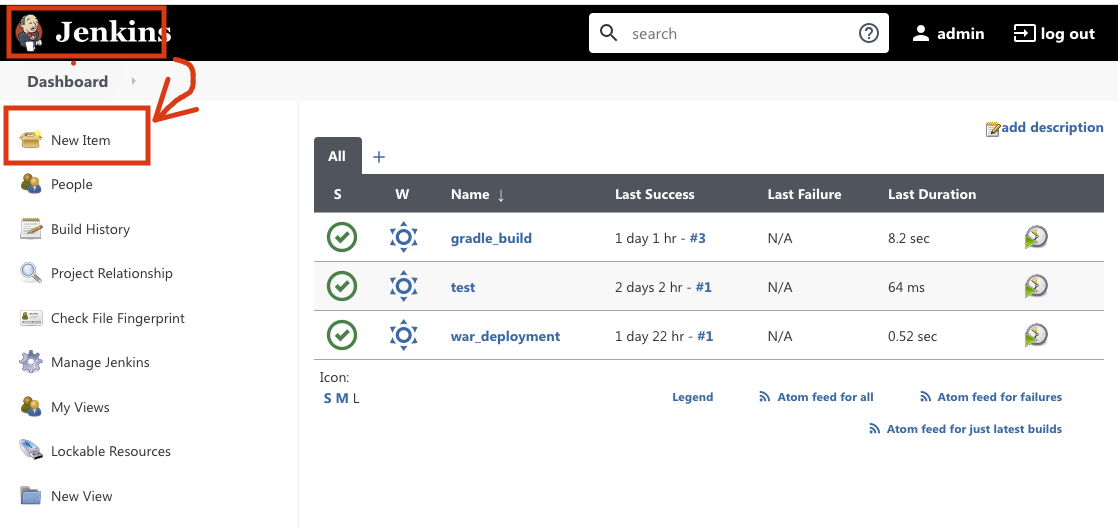 Jenkins
search
admin
log out
Dashboard
New Item
People
Build History
Project Relationship
Check File Fingerprint
Manage Jenkins
My Views
Lockable Resources
New View
add description
All +
S W Name ↓ Last Success Last Failure Last Duration
gradle_build 1 day 1 hr - #3 N/A 8.2 sec
test 2 days 2 hr - #1 N/A 64 ms
war_deployment 1 day 22 hr - #1 N/A 0.52 sec
Icon:
S M L
Legend Atom feed for all Atom feed for failures
Atom feed for just latest builds